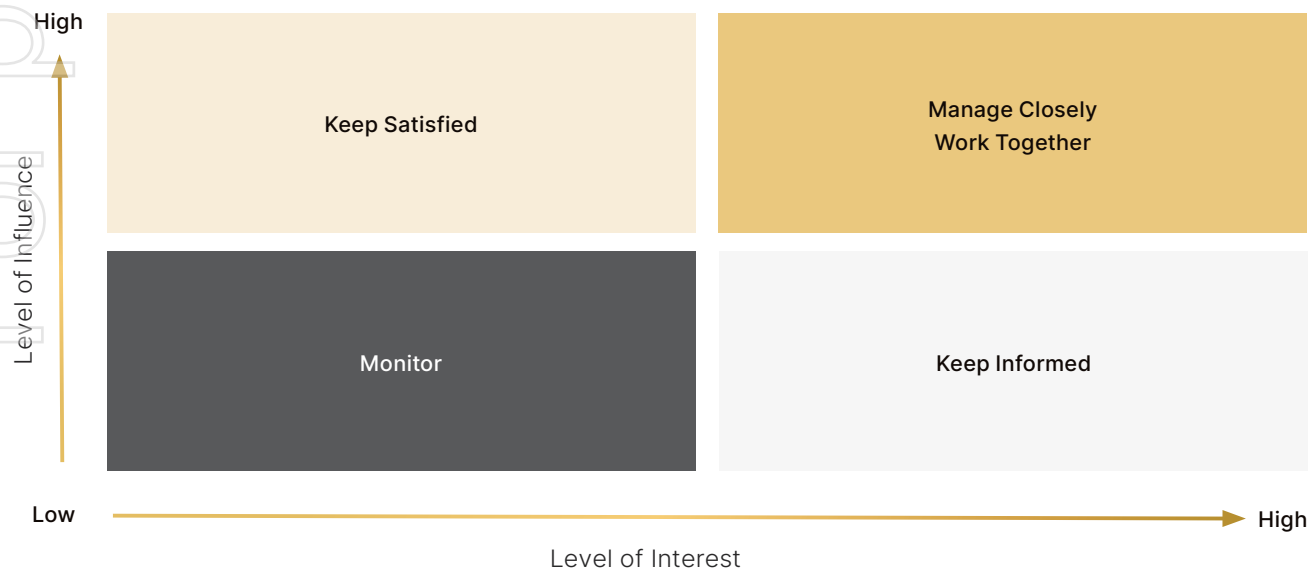 High
Keep Satisfied
Manage Closely
Work Together
Level of Influence
Monitor
Keep Informed
Low
High
Level of Interest